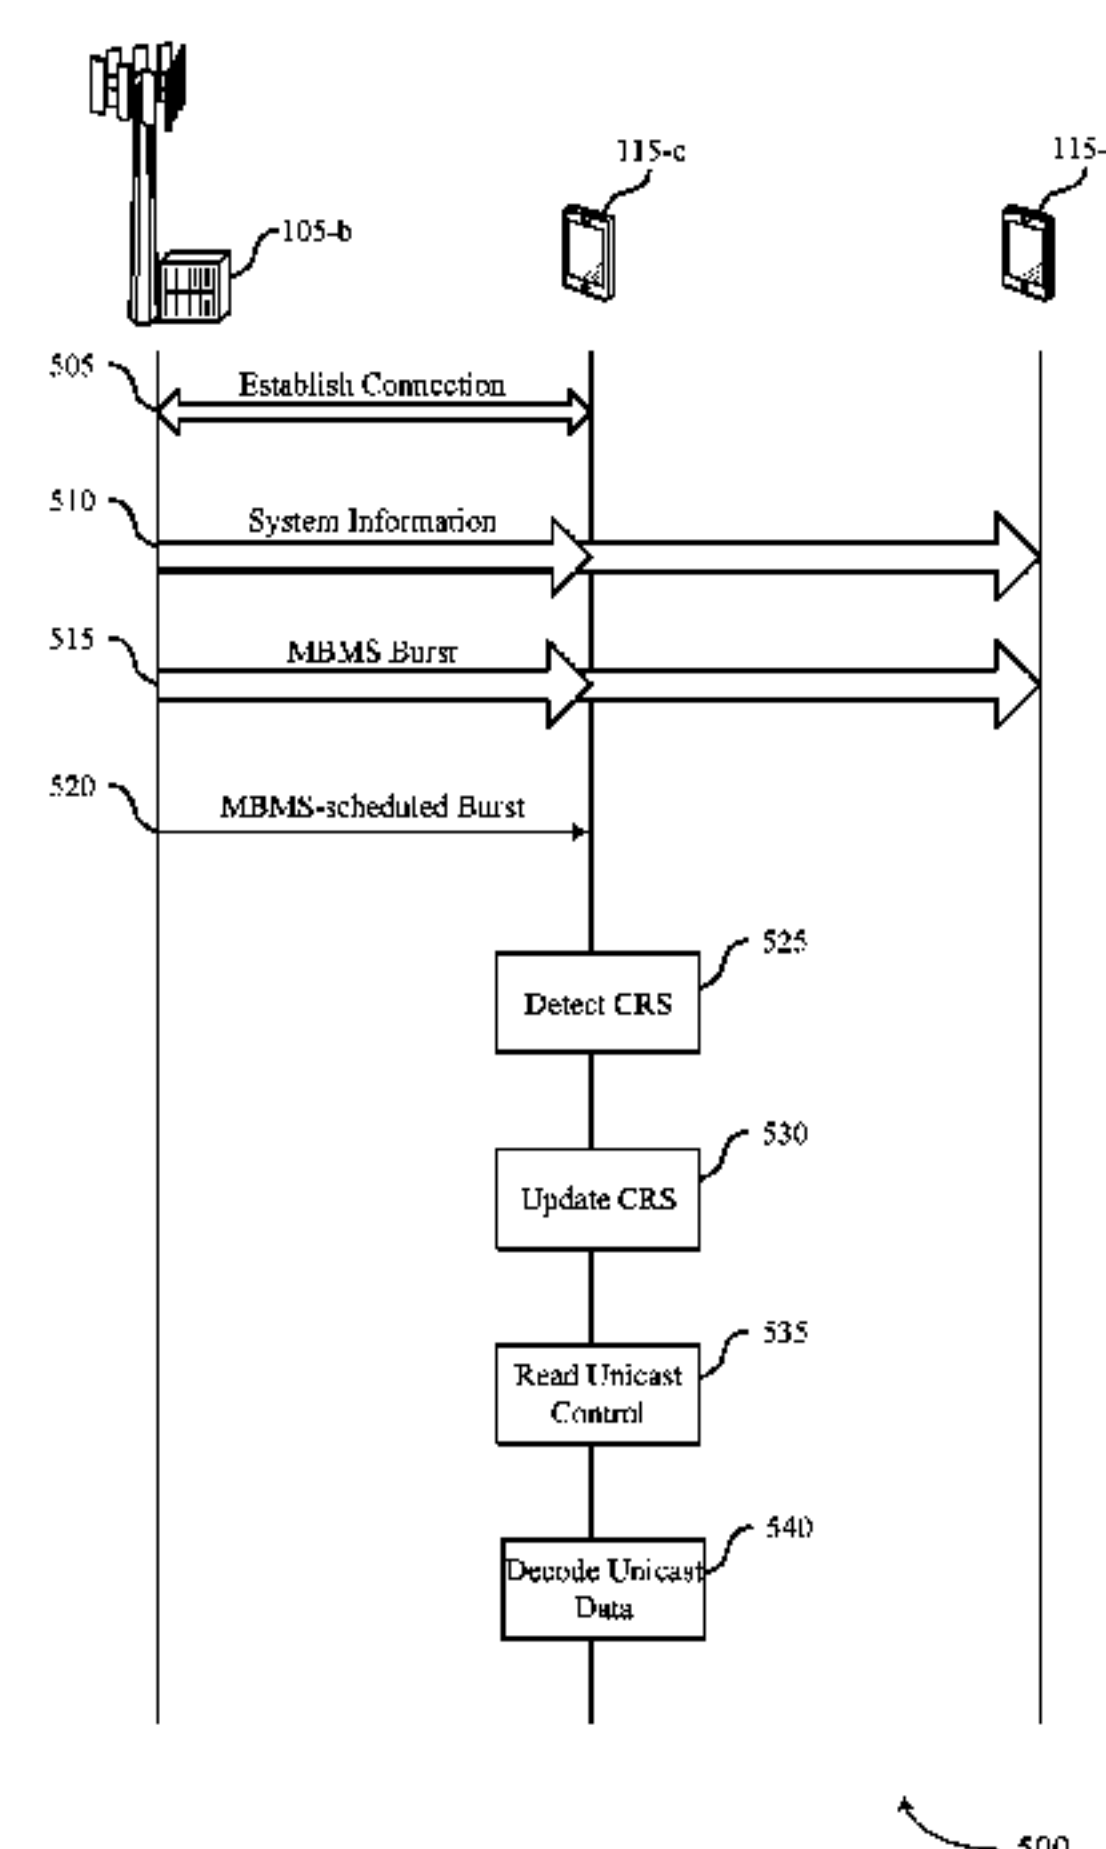 115-c
115-
105-b
505
Establish Connection
510
System Information
515
MBMS Burst
520
MBMS-scheduled Burst
525
Detect CRS
530
Update CRS
535
Read Unicast
Control
540
Decode Unicast
Data
500